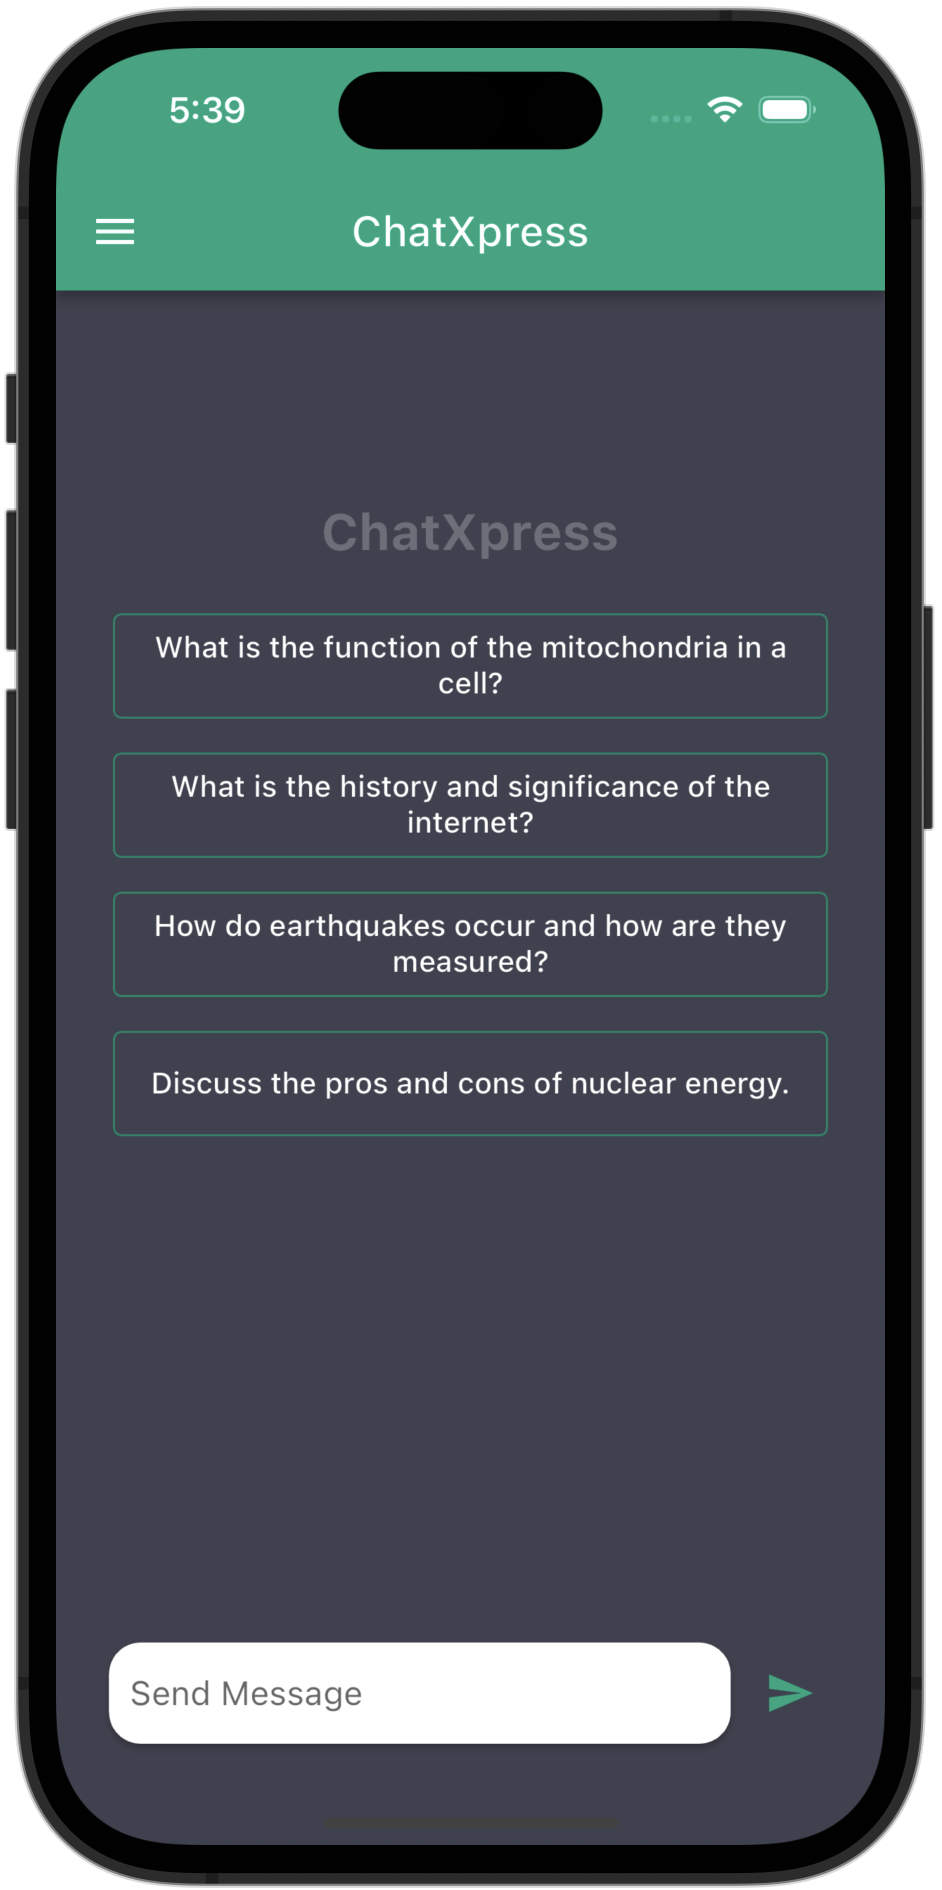 5:39
ChatXpress
ChatXpress
What is the function of the mitochondria in a
cell?
What is the history and significance of the
internet?
How do earthquakes occur and how are they
measured?
Discuss the pros and cons of nuclear energy.
Send Message